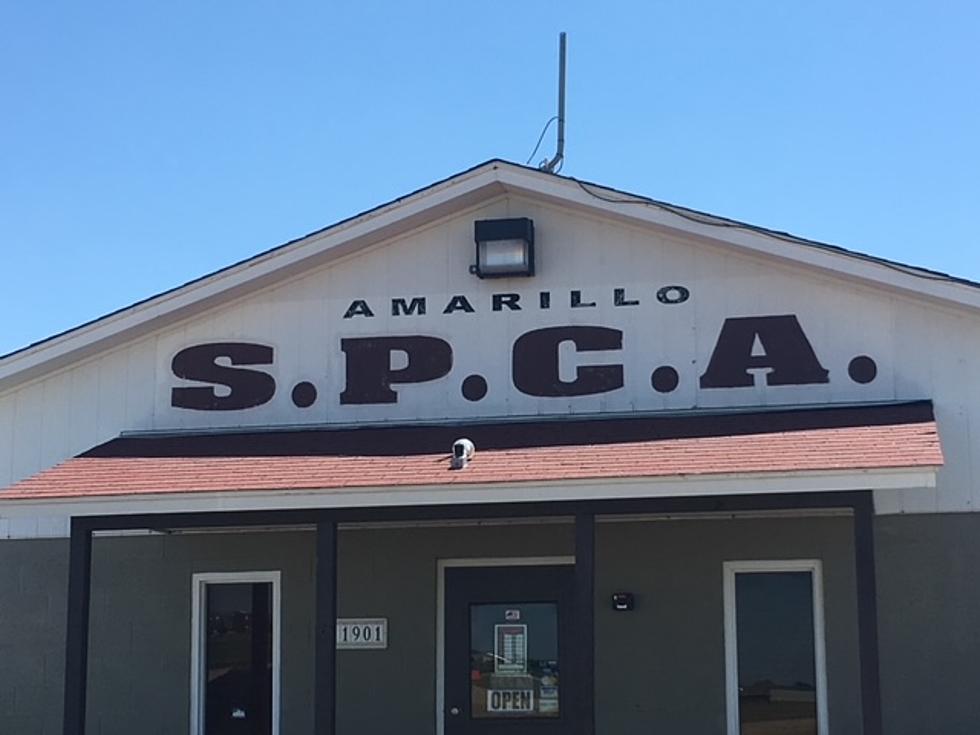 AMARILLO
S.P.C.A.
1901
OPEN